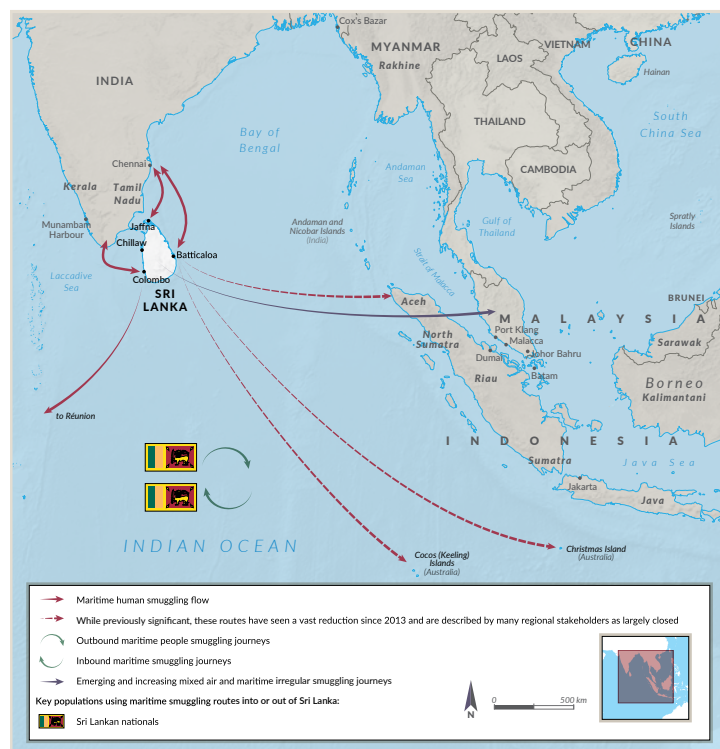 Cox's Bazar
MYANMAR
VIETNAM
CHINA
Rakhine
LAOS
Hainan
INDIA
Bay of
Bengal
South
China Sea
THAILAND
Chennai
Andaman
Sea
CAMBODIA
Kerala
Tamil
Nadu
Munambam
Harbour
Jaffna
Andaman and
Nicobar Islands
(India)
Gulf of
Thailand
Spratly
Islands
Chillaw
Batticaloa
Strait of Malacca
Laccadive
Sea
Colombo
SRI
LANKA
Aceh
BRUNEI
MALAYSIA
Port Klang
North
Sumatra
Malacca
Sarawak
Dumai
Johor Bahru
Riau
Batam
Borneo
Kalimantani
to Réunion
INDONESIA
Sumatra
Java Sea
Jakarta
Java
INDIAN OCEAN
Cocos (Keeling)
Islands
(Australia)
Christmas Island
(Australia)
Maritime human smuggling flow
While previously significant, these routes have seen a vast reduction since 2013 and are described by many regional stakeholders as largely closed
Outbound maritime people smuggling journeys
Inbound maritime smuggling journeys
Emerging and increasing mixed air and maritime irregular smuggling journeys
Key populations using maritime smuggling routes into or out of Sri Lanka:
Sri Lankan nationals
N
0 500 km